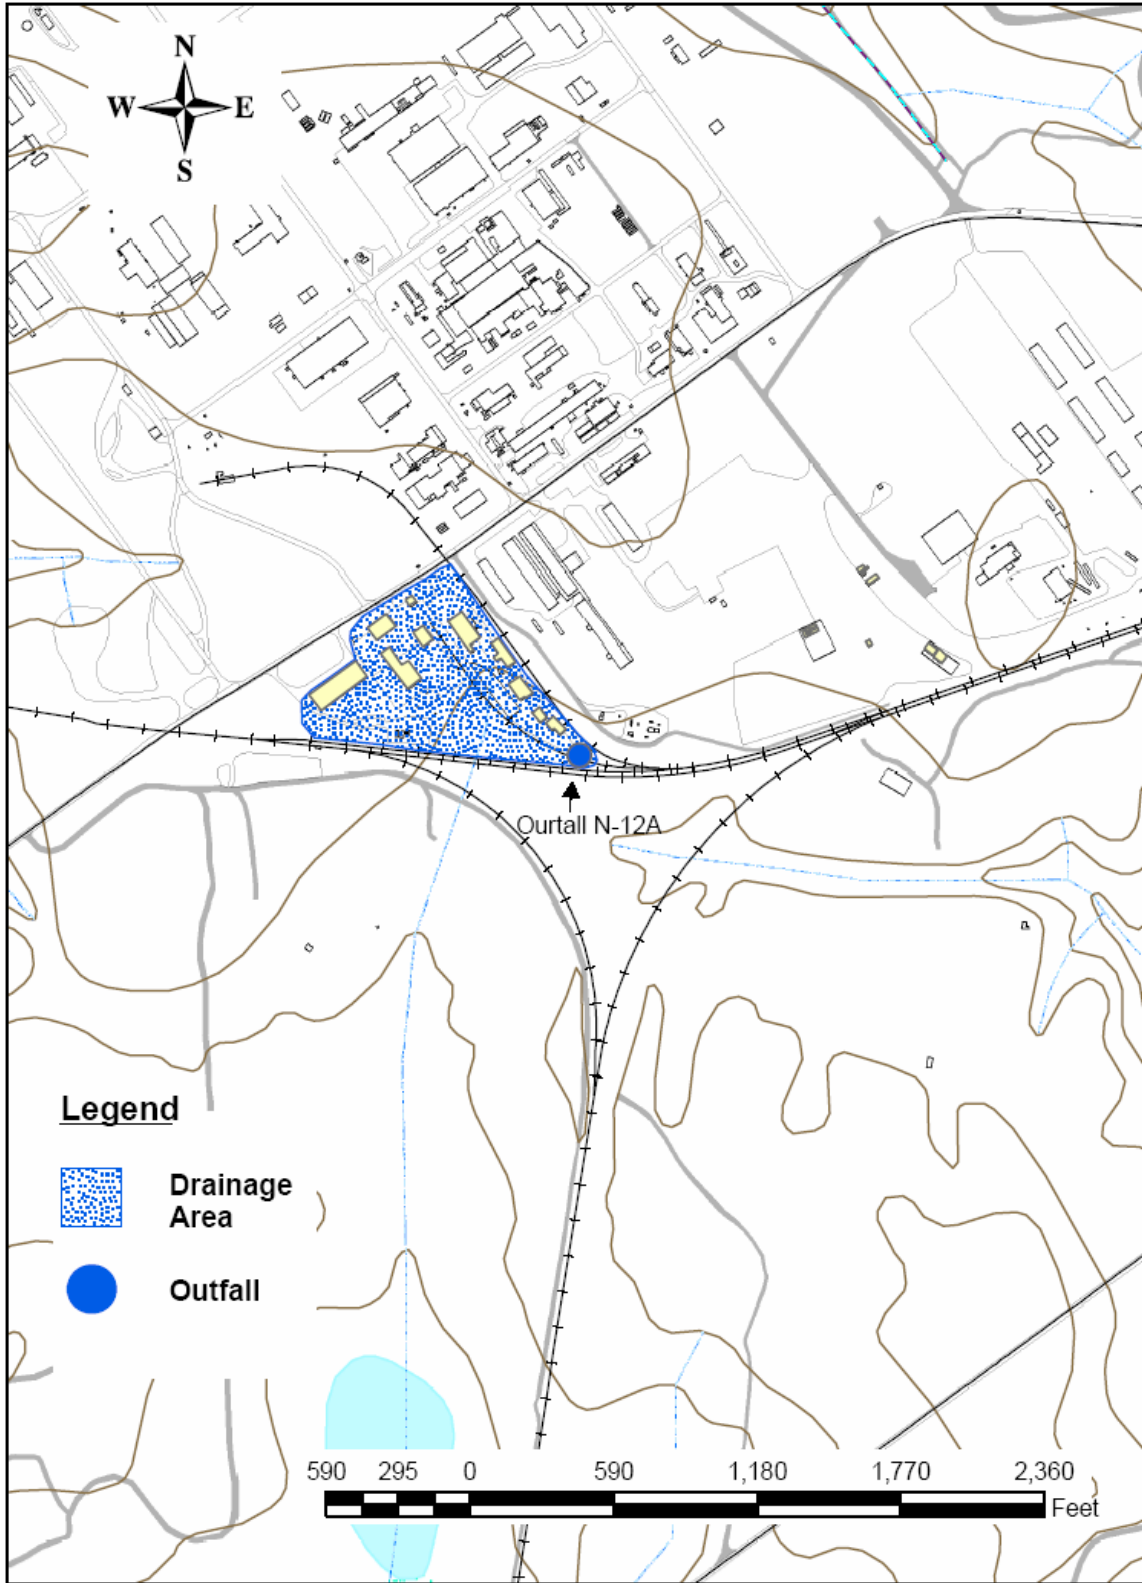 N
W E
S
Ourtall N-12A
Legend
Drainage
Area
Outfall
590 295 0 590 1,180 1,770 2,360
Feet